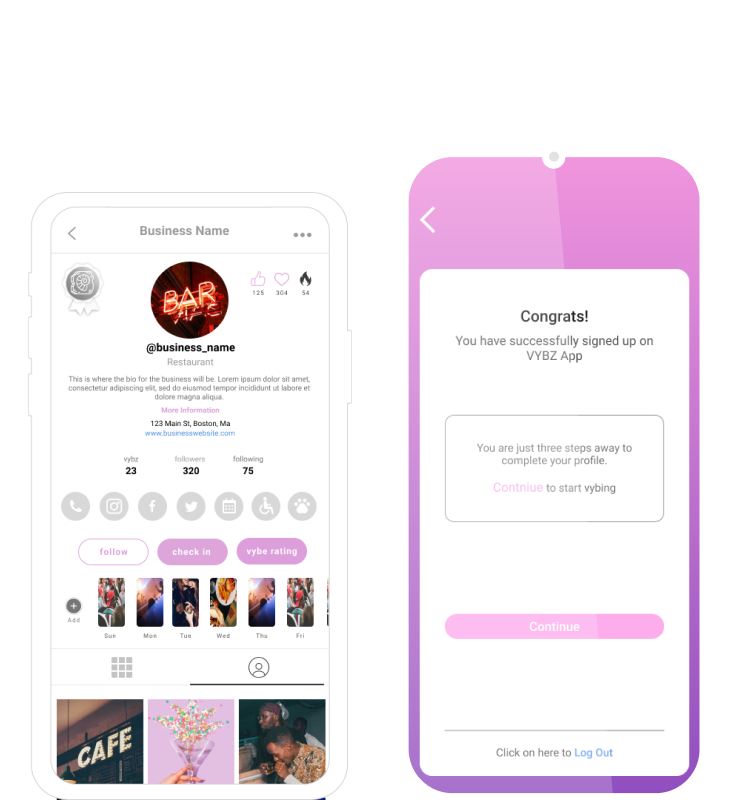 Business Name
125 304 54
BAR
@business_name
Restaurant
This is where the bio for the business will be. Lorem ipsum dolor sit amet,
consectetur adipiscing elit, sed do eiusmod tempor incididunt ut labore et
dolore magna aliqua.
More Information
123 Main St, Boston, Ma
www.businesswebsite.com
vybz followers following
23 320 75
follow check in vybe rating
Add Sun Mon Tue Wed Thu Fri
CAFE
Congrats!
You have successfully signed up on
VYBZ App
You are just three steps away to
complete your profile.
Contniue to start vybing
Continue
Click on here to Log Out